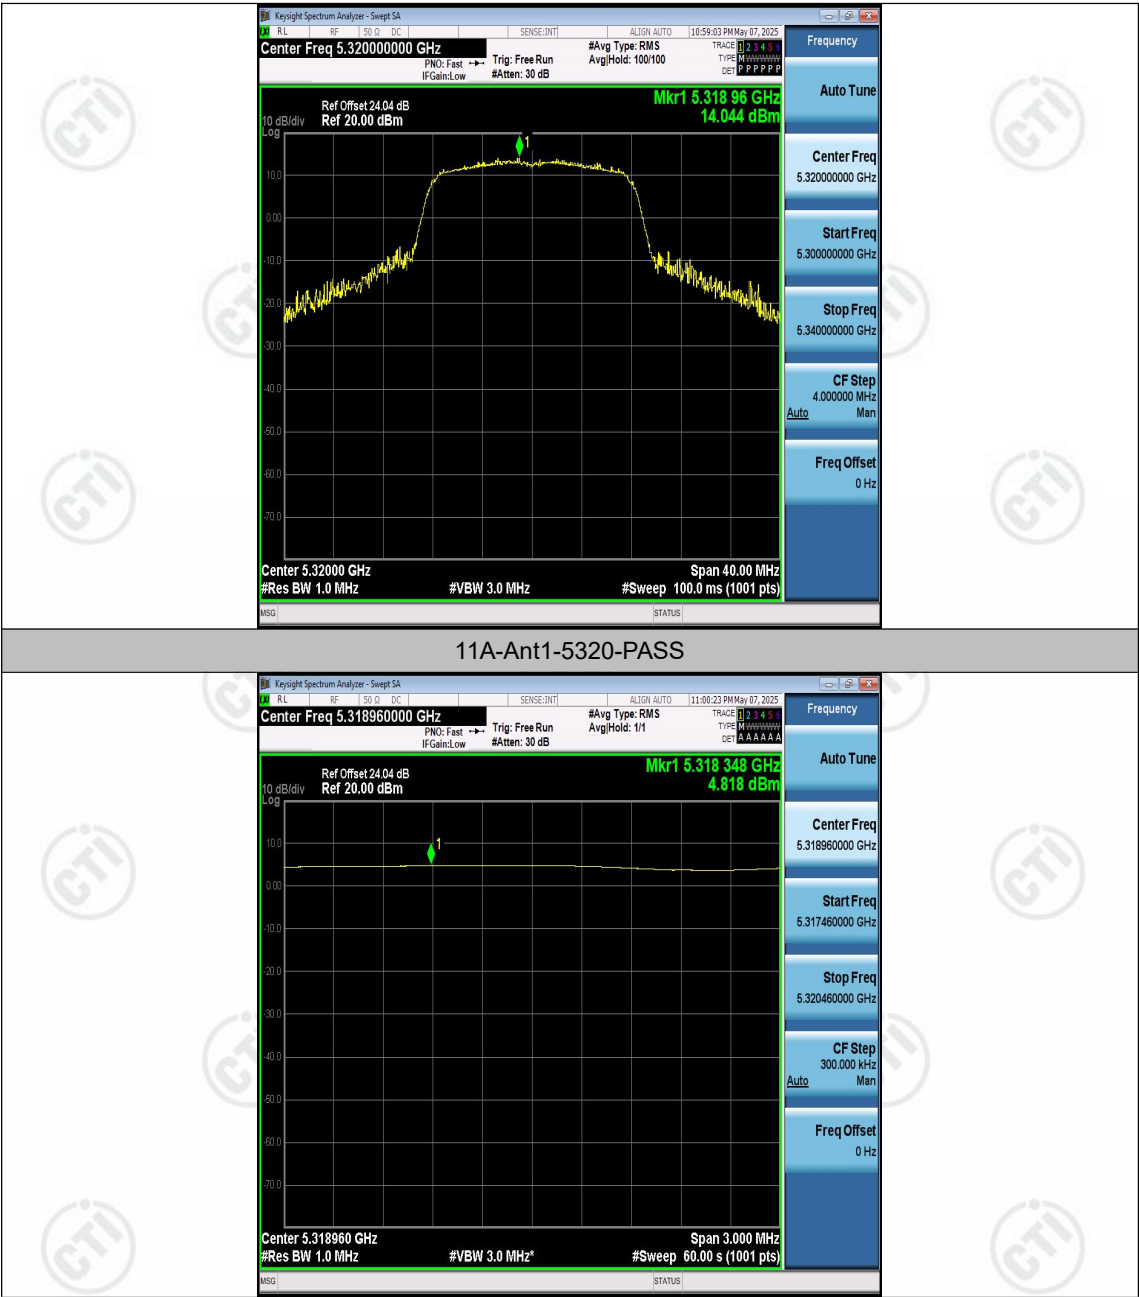 Keysight Spectrum Analyzer - Swept SA
RL RF 50 Ω DC SENSE:INT ALIGN AUTO 10:59:03 PM May 07, 2025
Center Freq 5.320000000 GHz
PNO: Fast
IFGain:Low
Trig: Free Run
#Atten: 30 dB
#Avg Type: RMS
Avg|Hold: 100/100
TRACE 1 2 3 4 5 6
TYPE M
DET P P P P P P
Frequency
Mkr1 5.318 96 GHz
14.044 dBm
Ref Offset 24.04 dB
10 dB/div Ref 20.00 dBm
Log
1
10.0
0.00
-10.0
-20.0
-30.0
-40.0
-50.0
-60.0
-70.0
Center 5.32000 GHz Span 40.00 MHz
#Res BW 1.0 MHz #VBW 3.0 MHz #Sweep 100.0 ms (1001 pts)
MSG STATUS
Auto Tune
Center Freq
5.320000000 GHz
Start Freq
5.300000000 GHz
Stop Freq
5.340000000 GHz
CF Step
4.000000 MHz
Auto Man
Freq Offset
0 Hz
11A-Ant1-5320-PASS
Keysight Spectrum Analyzer - Swept SA
RL RF 50 Ω DC SENSE:INT ALIGN AUTO 11:00:23 PM May 07, 2025
Center Freq 5.318960000 GHz
PNO: Fast
IFGain:Low
Trig: Free Run
#Atten: 30 dB
#Avg Type: RMS
Avg|Hold: 1/1
TRACE 1 2 3 4 5 6
TYPE M
DET A A A A A A
Frequency
Mkr1 5.318 348 GHz
4.818 dBm
Ref Offset 24.04 dB
10 dB/div Ref 20.00 dBm
Log
1
10.0
0.00
-10.0
-20.0
-30.0
-40.0
-50.0
-60.0
-70.0
Center 5.318960 GHz Span 3.000 MHz
#Res BW 1.0 MHz #VBW 3.0 MHz* #Sweep 60.00 s (1001 pts)
MSG STATUS
Auto Tune
Center Freq
5.318960000 GHz
Start Freq
5.317460000 GHz
Stop Freq
5.320460000 GHz
CF Step
300.000 kHz
Auto Man
Freq Offset
0 Hz
CTI
CTI
CTI
CTI
CTI
CTI
CTI
CTI